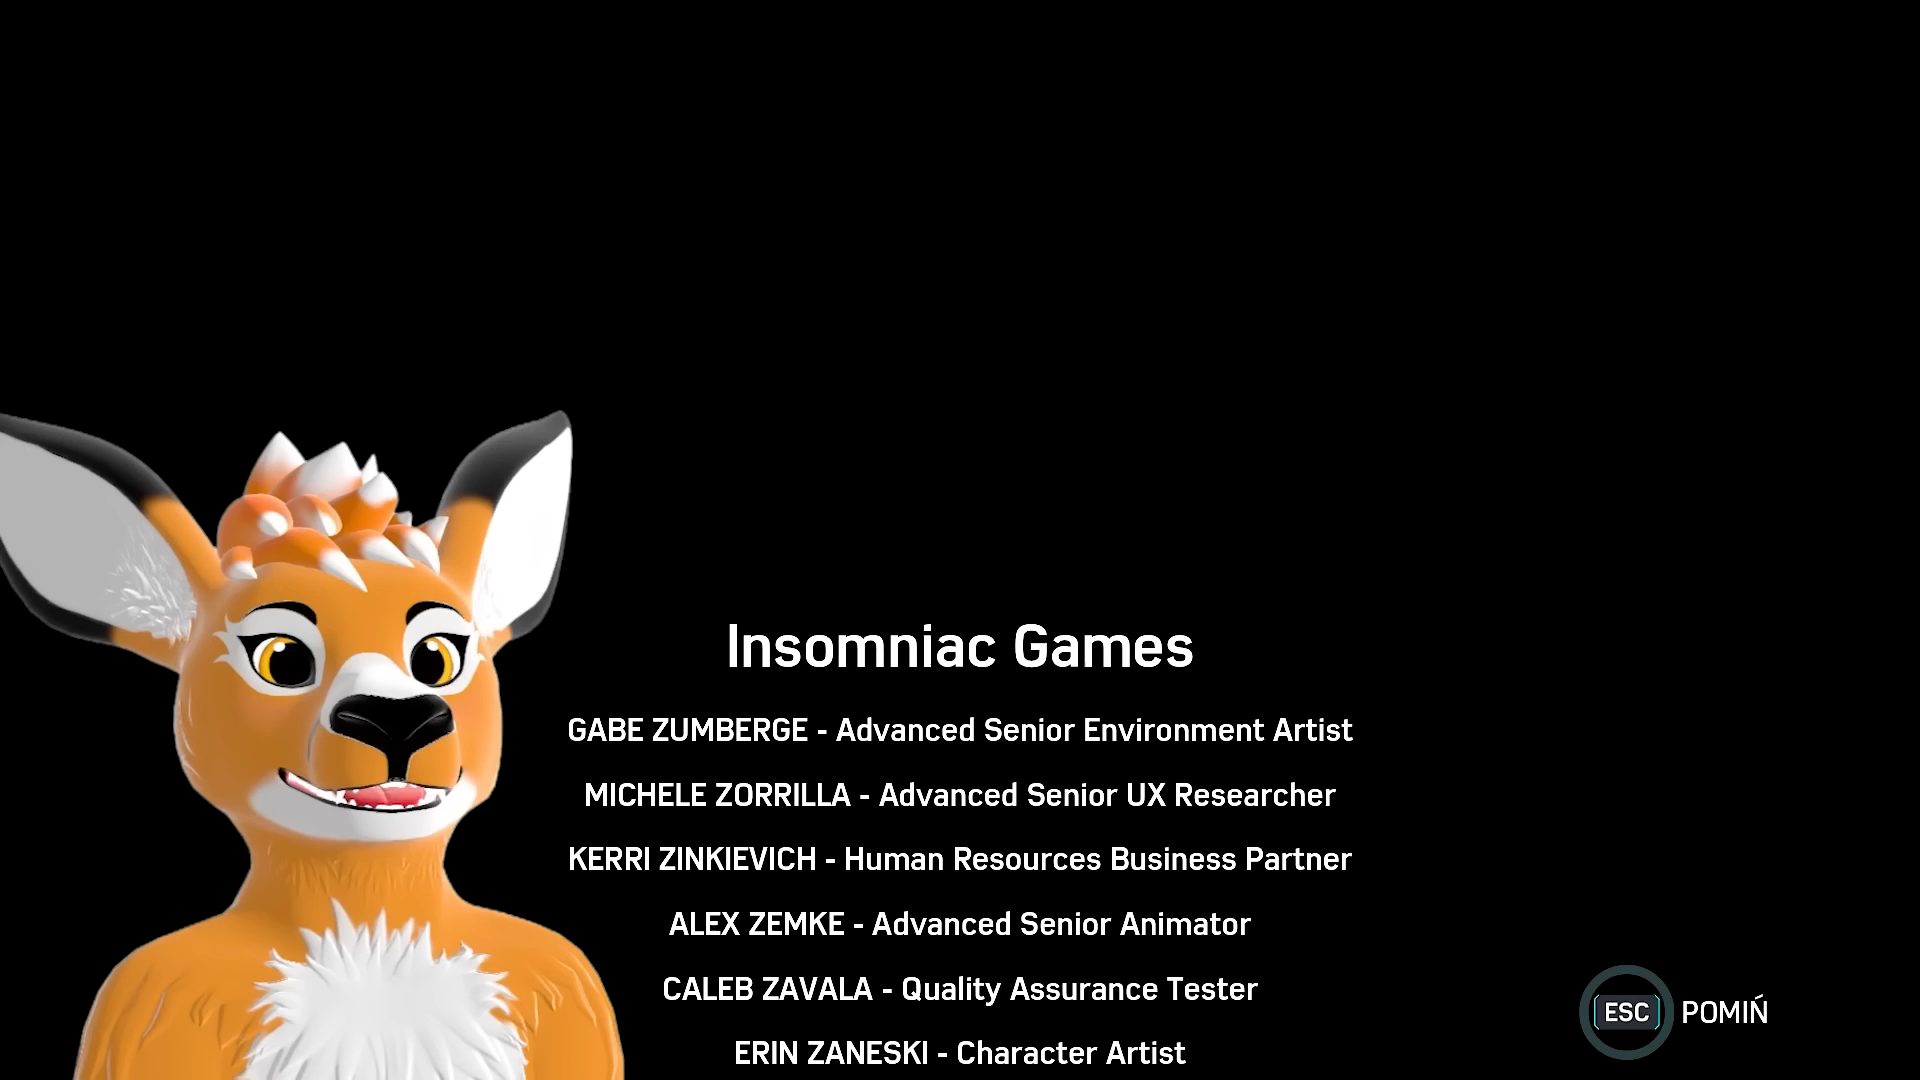 Insomniac Games
GABE ZUMBERGE - Advanced Senior Environment Artist
MICHELE ZORRILLA - Advanced Senior UX Researcher
KERRI ZINKIEVICH - Human Resources Business Partner
ALEX ZEMKE - Advanced Senior Animator
CALEB ZAVALA - Quality Assurance Tester
ESC POMIŃ
ERIN ZANESKI - Character Artist